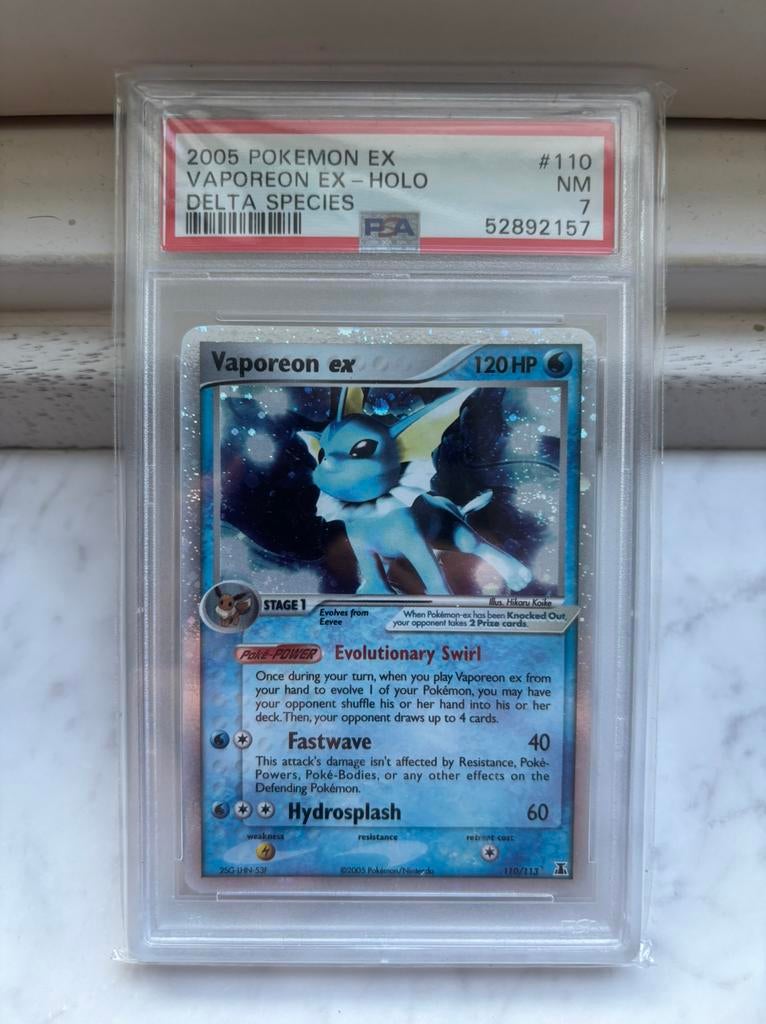 2005 POKEMON EX #110
VAPOREON EX - HOLO NM
DELTA SPECIES 7
PSA 52892157
Vaporeon ex 120 HP
Illus. Hikaru Koike
STAGE 1
Evolves from
Eevee
When Pokémon-ex has been Knocked Out,
your opponent takes 2 Prize cards.
Poké-POWER Evolutionary Swirl
Once during your turn, when you play Vaporeon ex from
your hand to evolve 1 of your Pokémon, you may have
your opponent shuffle his or her hand into his or her
deck. Then, your opponent draws up to 4 cards.
Fastwave 40
This attack's damage isn't affected by Resistance, Poké-
Powers, Poké-Bodies, or any other effects on the
Defending Pokémon.
Hydrosplash 60
weakness resistance retreat cost
©2005 Pokémon/Nintendo 110/113